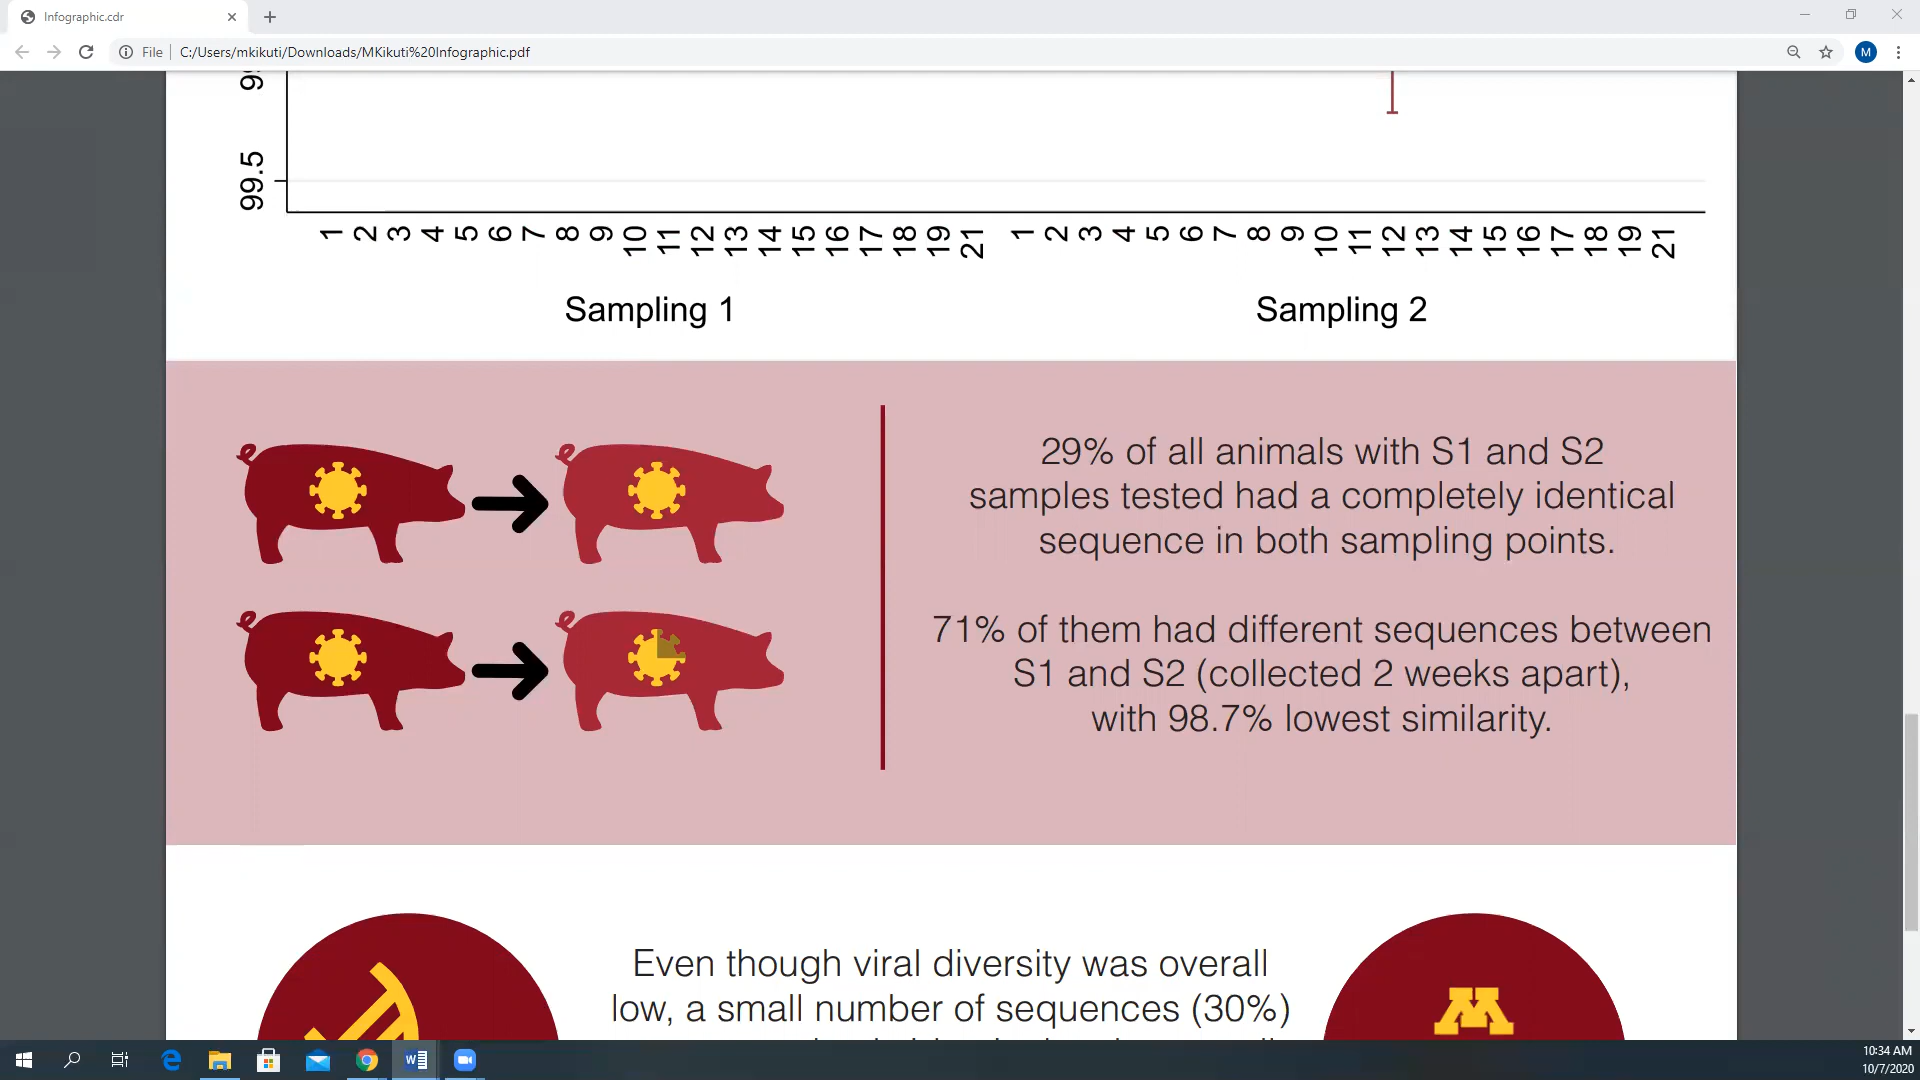 Infographic.cdr
File
C:/Users/mkikuti/Downloads/MKikuti%20Infographic.pdf
M
99.5
1 2 3 4 5 6 7 8 9 10 11 12 13 14 15 16 17 18 19 21 1 2 3 4 5 6 7 8 9 10 11 12 13 14 15 16 17 18 19 21
Sampling 1 Sampling 2
29% of all animals with S1 and S2
samples tested had a completely identical
sequence in both sampling points.
71% of them had different sequences between
S1 and S2 (collected 2 weeks apart),
with 98.7% lowest similarity.
Even though viral diversity was overall
low, a small number of sequences (30%)
M
10:34 AM
10/7/2020